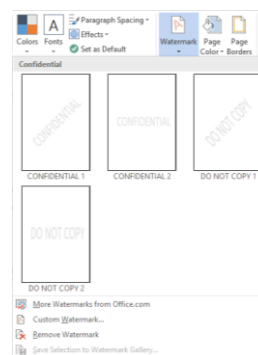 Colors Fonts
Paragraph Spacing
Effects
Set as Default
Watermark Page Color Page Borders
Confidential
CONFIDENTIAL CONFIDENTIAL DO NOT COPY
CONFIDENTIAL 1 CONFIDENTIAL 2 DO NOT COPY 1
DO NOT COPY
DO NOT COPY 2
More Watermarks from Office.com
Custom Watermark...
Remove Watermark
Save Selection to Watermark Gallery...